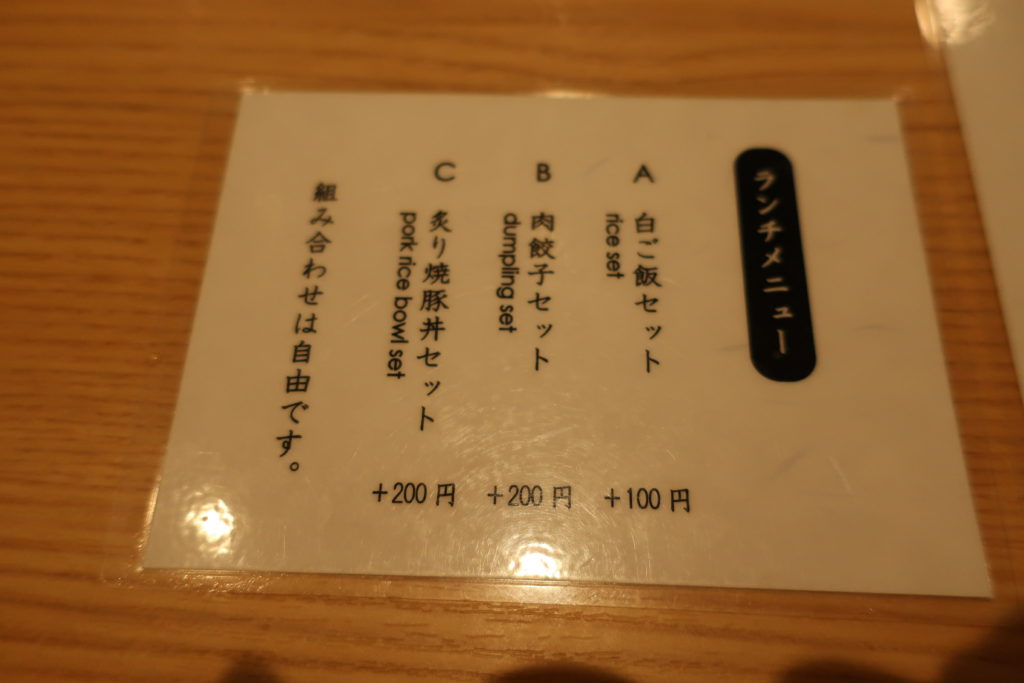 ランチメニュー
A 白ご飯セット +100円
rice set
B 肉餃子セット +200円
dumpling set
C 炙り焼豚丼セット +200円
pork rice bowl set
組み合わせは自由です。